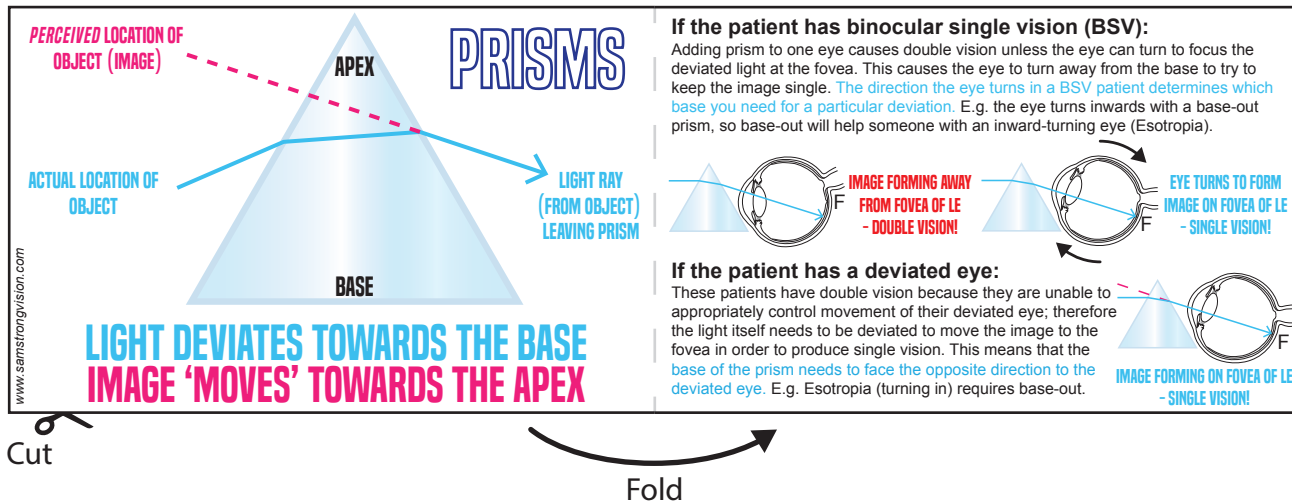 PERCEIVED LOCATION OF
OBJECT (IMAGE)
APEX
PRISMS
ACTUAL LOCATION OF
OBJECT
LIGHT RAY
(FROM OBJECT)
LEAVING PRISM
BASE
www.samstrongvision.com
LIGHT DEVIATES TOWARDS THE BASE
IMAGE ‘MOVES’ TOWARDS THE APEX
If the patient has binocular single vision (BSV):
Adding prism to one eye causes double vision unless the eye can turn to focus the
deviated light at the fovea. This causes the eye to turn away from the base to try to
keep the image single. The direction the eye turns in a BSV patient determines which
base you need for a particular deviation. E.g. the eye turns inwards with a base-out
prism, so base-out will help someone with an inward-turning eye (Esotropia).
F
IMAGE FORMING AWAY
FROM FOVEA OF LE
- DOUBLE VISION!
F
EYE TURNS TO FORM
IMAGE ON FOVEA OF LE
- SINGLE VISION!
If the patient has a deviated eye:
These patients have double vision because they are unable to
appropriately control movement of their deviated eye; therefore
the light itself needs to be deviated to move the image to the
fovea in order to produce single vision. This means that the
base of the prism needs to face the opposite direction to the
deviated eye. E.g. Esotropia (turning in) requires base-out.
F
IMAGE FORMING ON FOVEA OF LE
- SINGLE VISION!
Cut
Fold